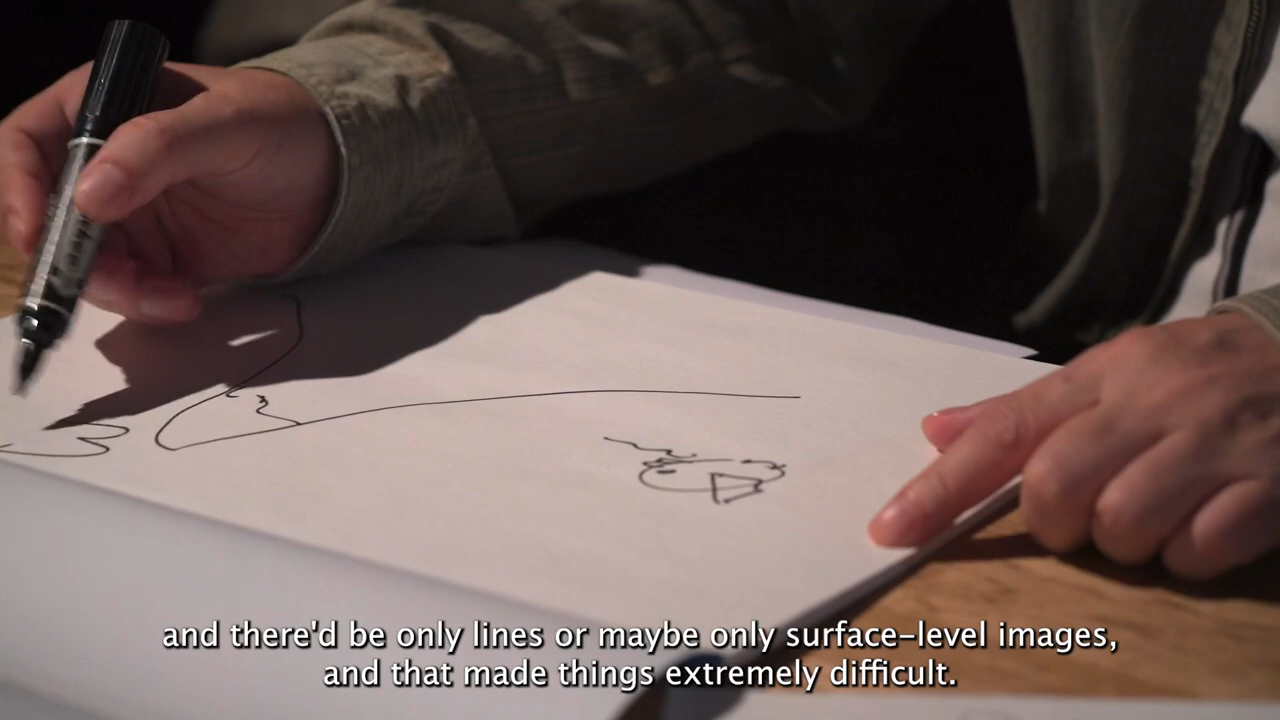 and there'd be only lines or maybe only surface–level images,
and that made things extremely difficult.